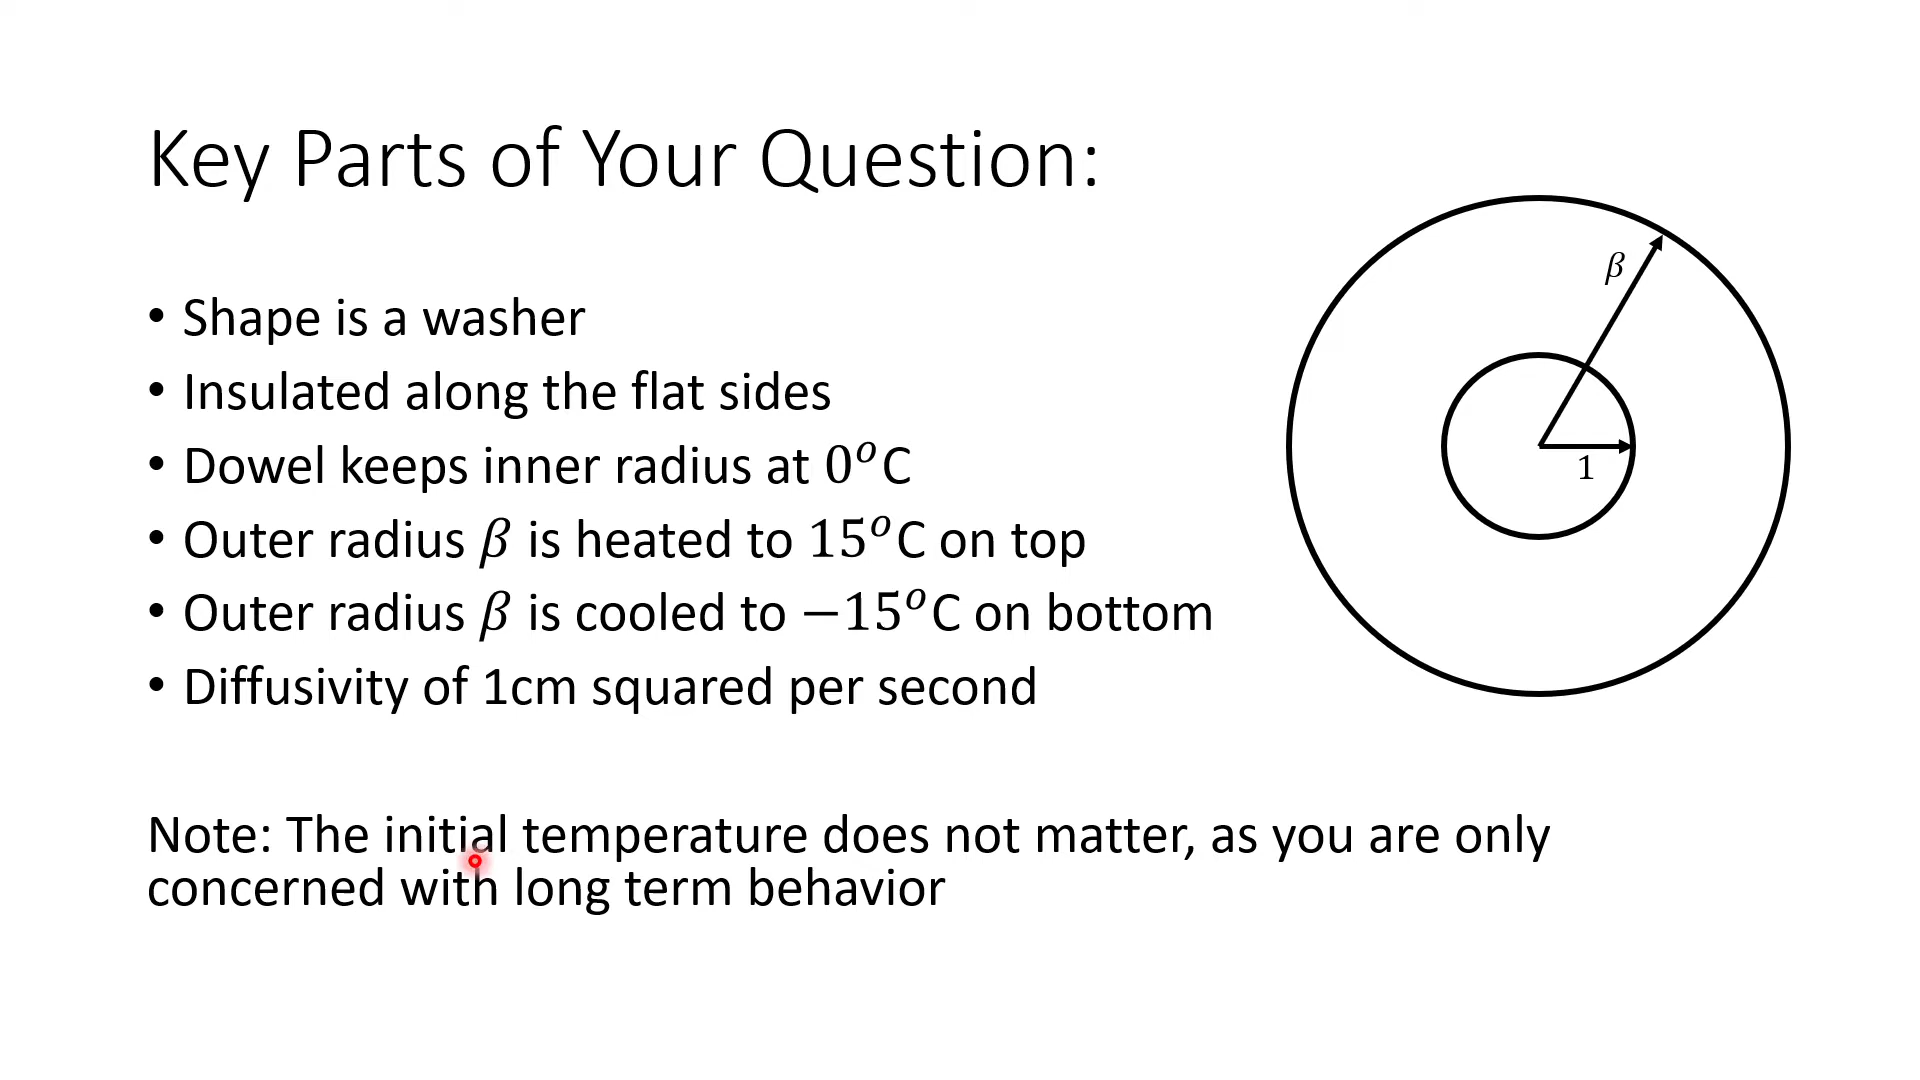 Key Parts of Your Question:
• Shape is a washer
• Insulated along the flat sides
• Dowel keeps inner radius at 0°C
• Outer radius β is heated to 15°C on top
• Outer radius β is cooled to −15°C on bottom
• Diffusivity of 1cm squared per second
Note: The initial temperature does not matter, as you are only
concerned with long term behavior
β
1